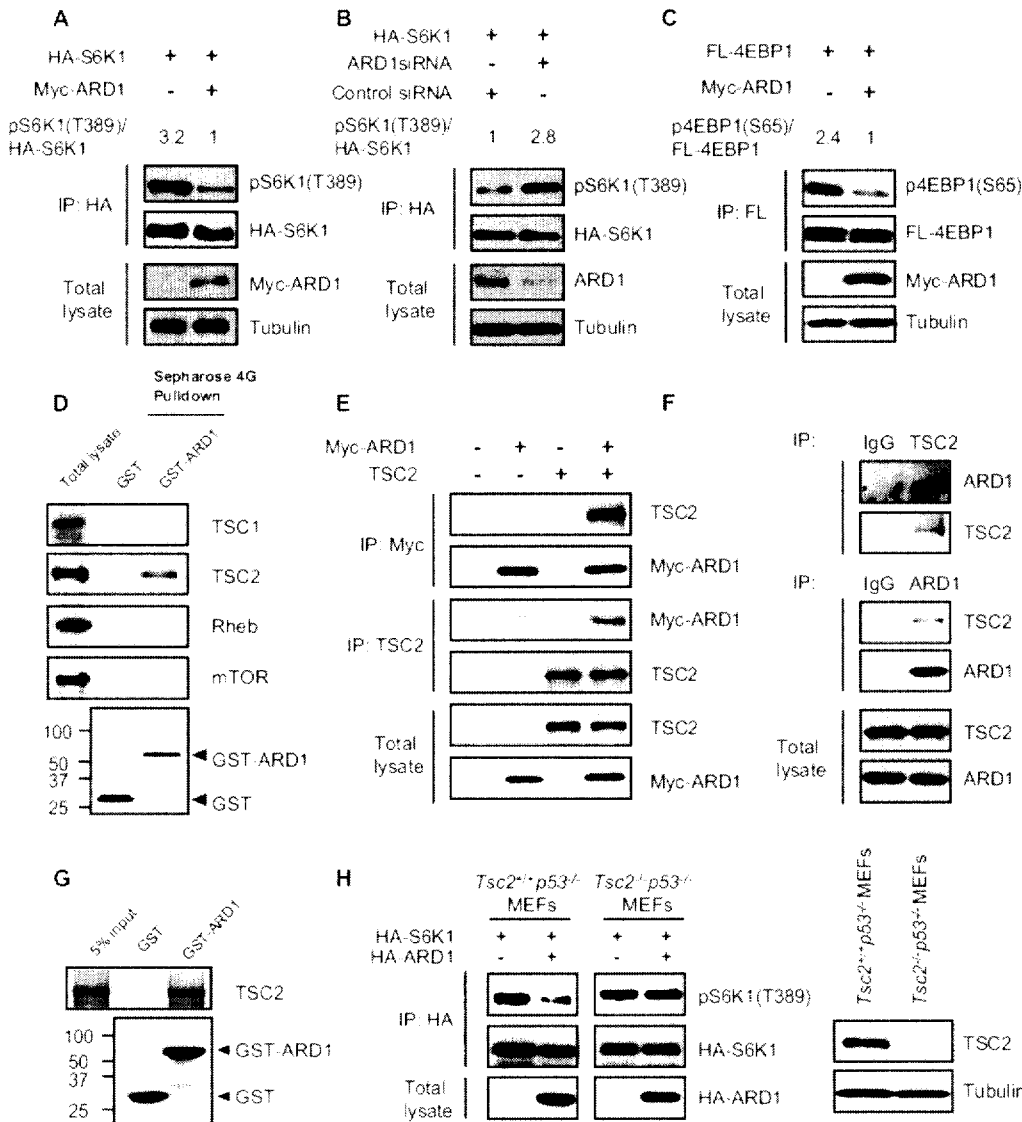 A
HA-S6K1 + +
Myc-ARD1 - +
pS6K1(T389)/
HA-S6K1 3.2 1
IP: HA
pS6K1(T389)
HA-S6K1
Total
lysate
Myc-ARD1
Tubulin
B
HA-S6K1 + +
ARD1siRNA - +
Control siRNA + -
pS6K1(T389)/
HA-S6K1 1 2.8
IP: HA
pS6K1(T389)
HA-S6K1
Total
lysate
ARD1
Tubulin
C
FL-4EBP1 + +
Myc-ARD1 - +
p4EBP1(S65)/
FL-4EBP1 2.4 1
IP: FL
p4EBP1(S65)
FL-4EBP1
Total
lysate
Myc-ARD1
Tubulin
D
Sepharose 4G
Pulldown
Total lysate
GST
GST-ARD1
TSC1
TSC2
Rheb
mTOR
100
50
37
25
GST-ARD1
GST
E
Myc-ARD1 - + - +
TSC2 - - + +
IP: Myc
TSC2
Myc-ARD1
IP: TSC2
Myc-ARD1
TSC2
Total
lysate
TSC2
Myc-ARD1
F
IP: IgG TSC2
ARD1
TSC2
IP: IgG ARD1
TSC2
ARD1
Total
lysate
TSC2
ARD1
G
5% input
GST
GST-ARD1
TSC2
100
50
37
25
GST-ARD1
GST
H
Tsc2+/+p53-/- Tsc2-/-p53-/-
MEFs MEFs
HA-S6K1 + + + +
HA-ARD1 - + - +
IP: HA
pS6K1(T389)
HA-S6K1
Total
lysate
HA-ARD1
Tsc2+/+p53-/- MEFs
Tsc2-/-p53-/- MEFs
TSC2
Tubulin